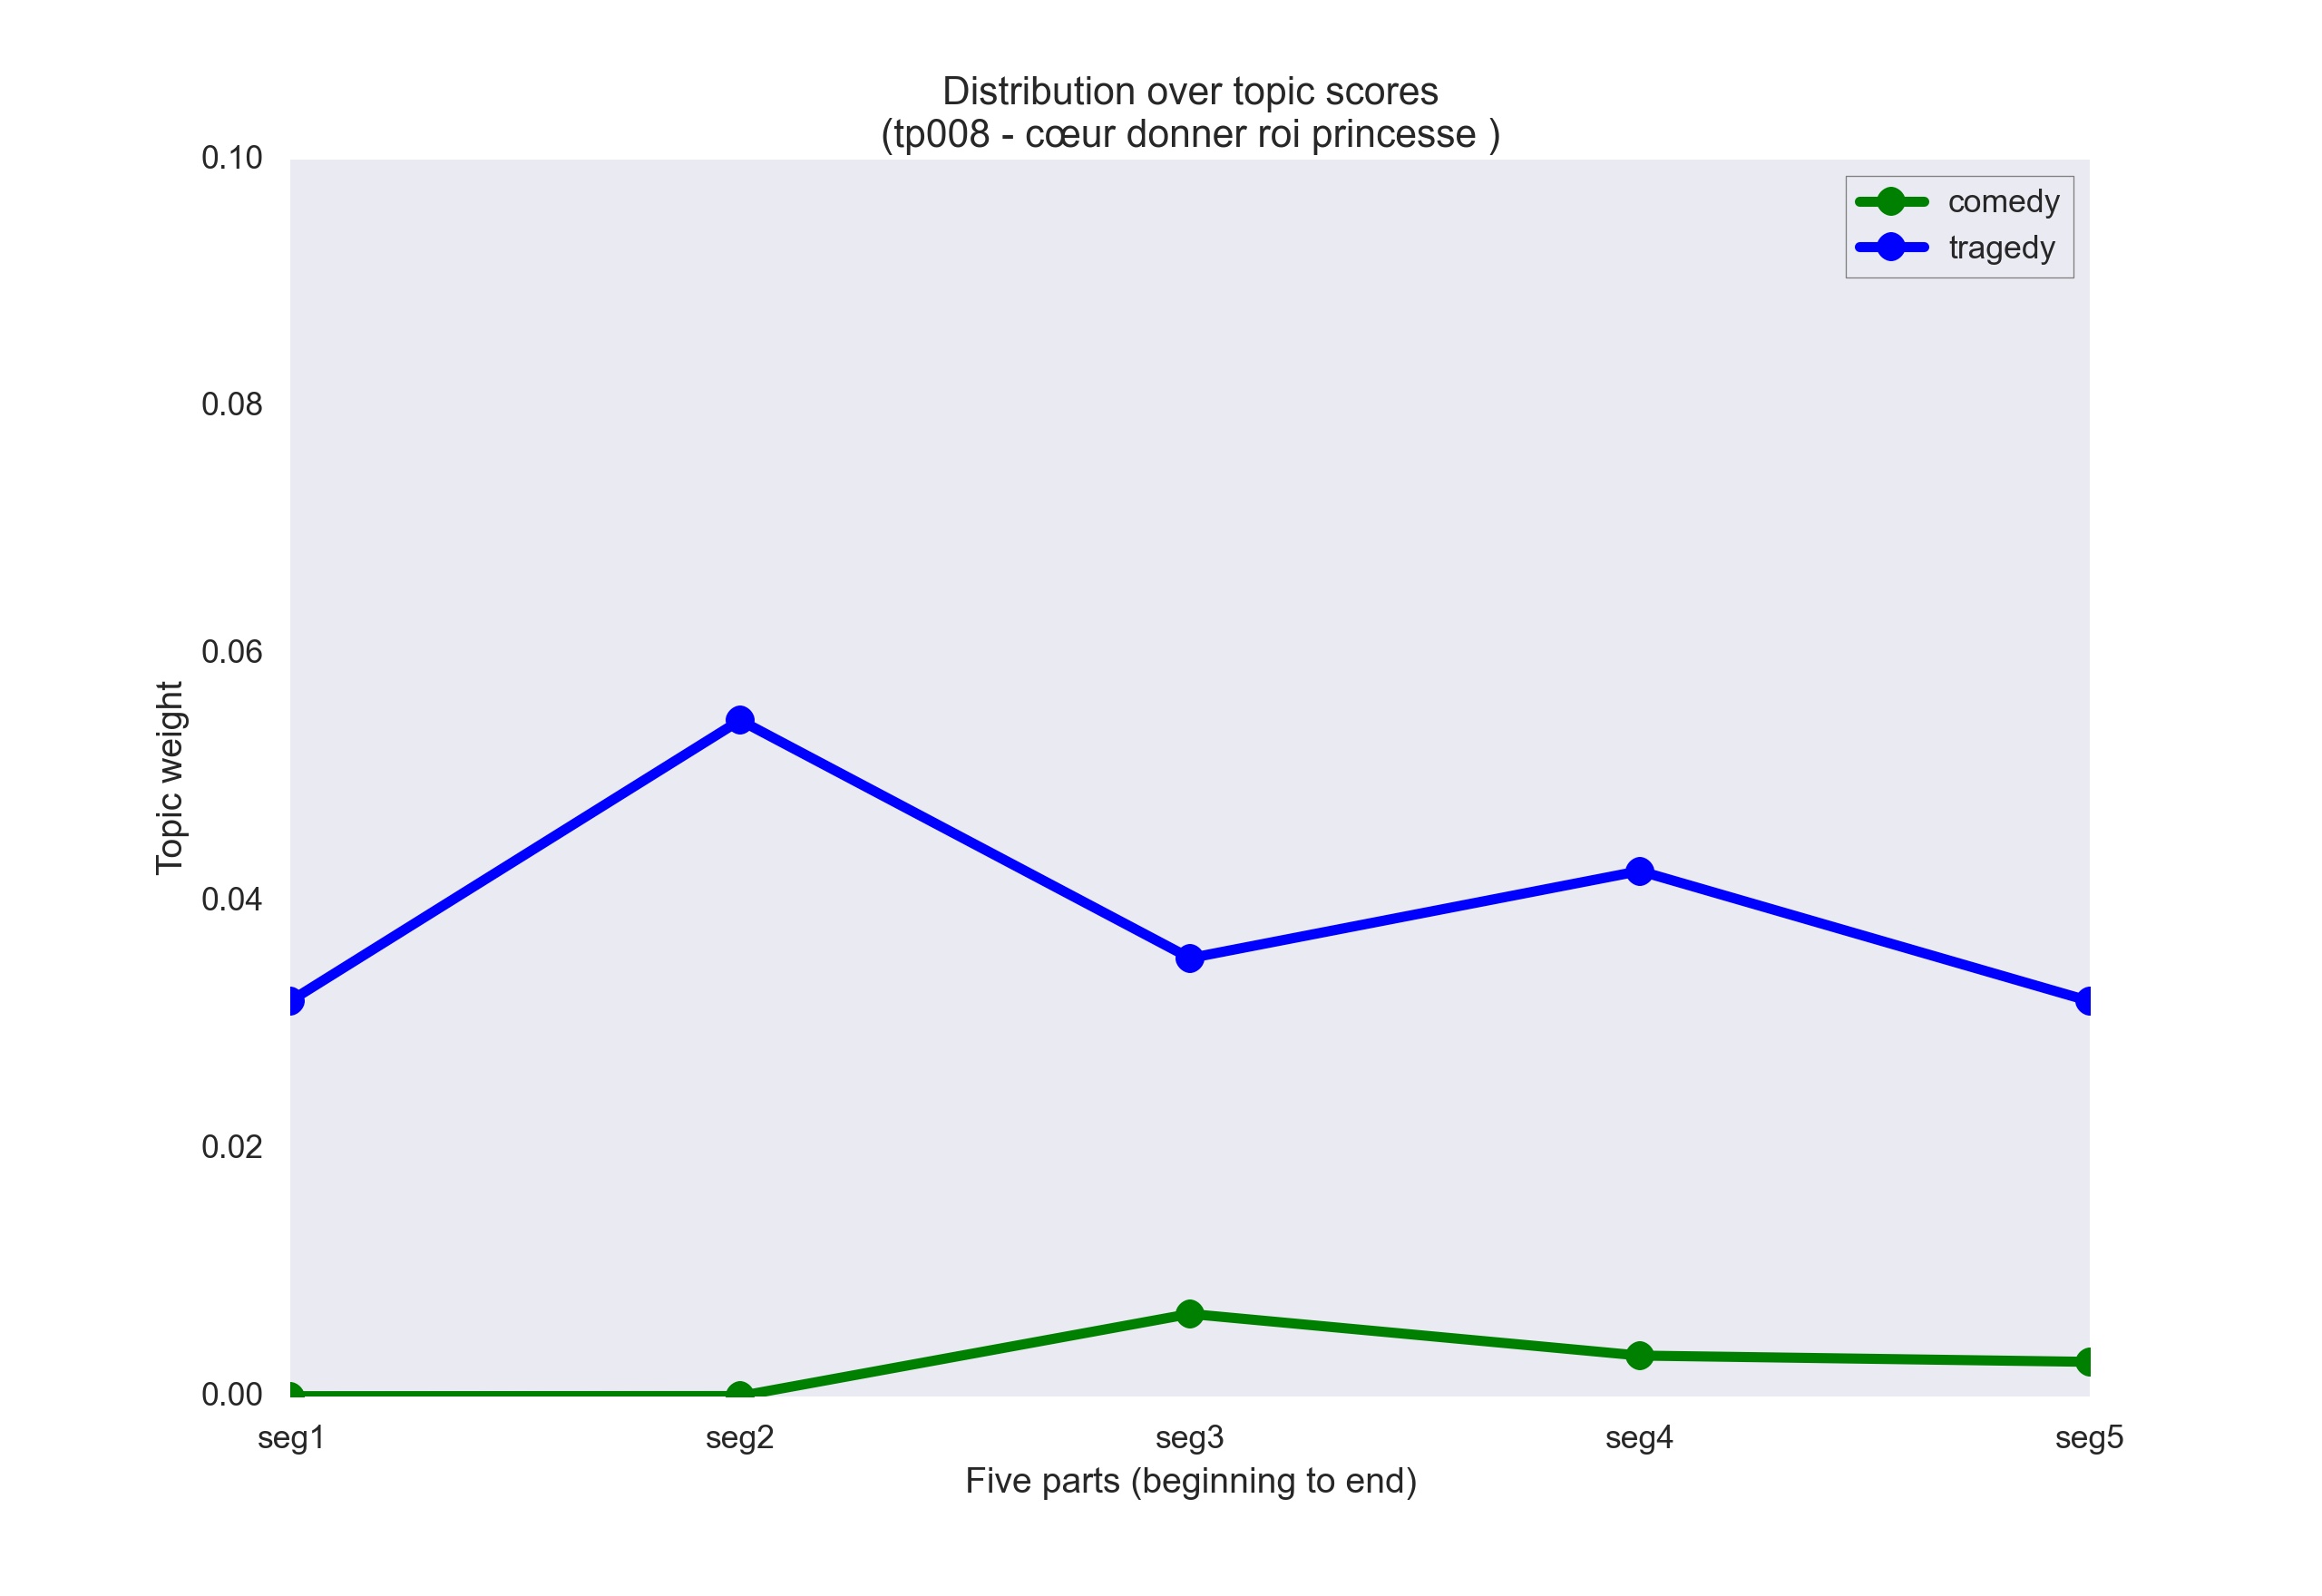 Distribution over topic scores
(tp008 - cœur donner roi princesse )
comedy
tragedy
0.10
0.08
0.06
0.04
0.02
0.00
Topic weight
seg1 seg2 seg3 seg4 seg5
Five parts (beginning to end)